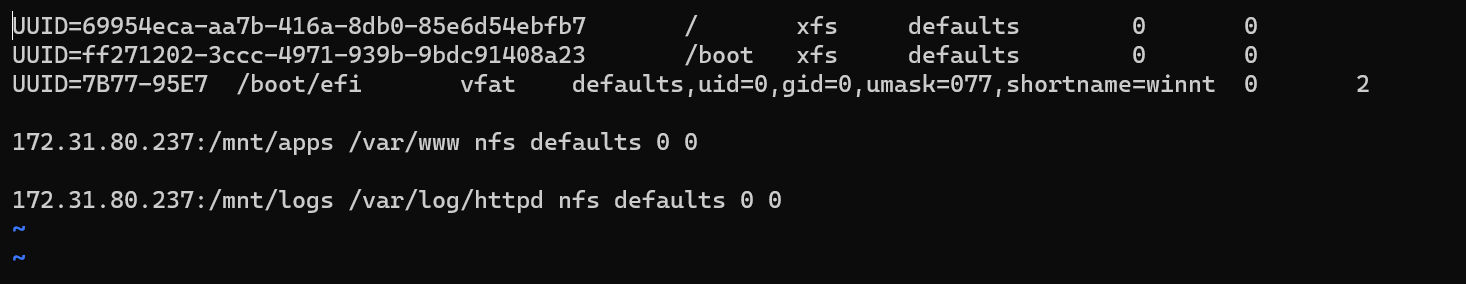 UUID=69954eca-aa7b-416a-8db0-85e6d54ebfb7 / xfs defaults 0 0
UUID=ff271202-3ccc-4971-939b-9bdc91408a23 /boot xfs defaults 0 0
UUID=7B77-95E7 /boot/efi vfat defaults,uid=0,gid=0,umask=077,shortname=winnt 0 2
172.31.80.237:/mnt/apps /var/www nfs defaults 0 0
172.31.80.237:/mnt/logs /var/log/httpd nfs defaults 0 0
~
~